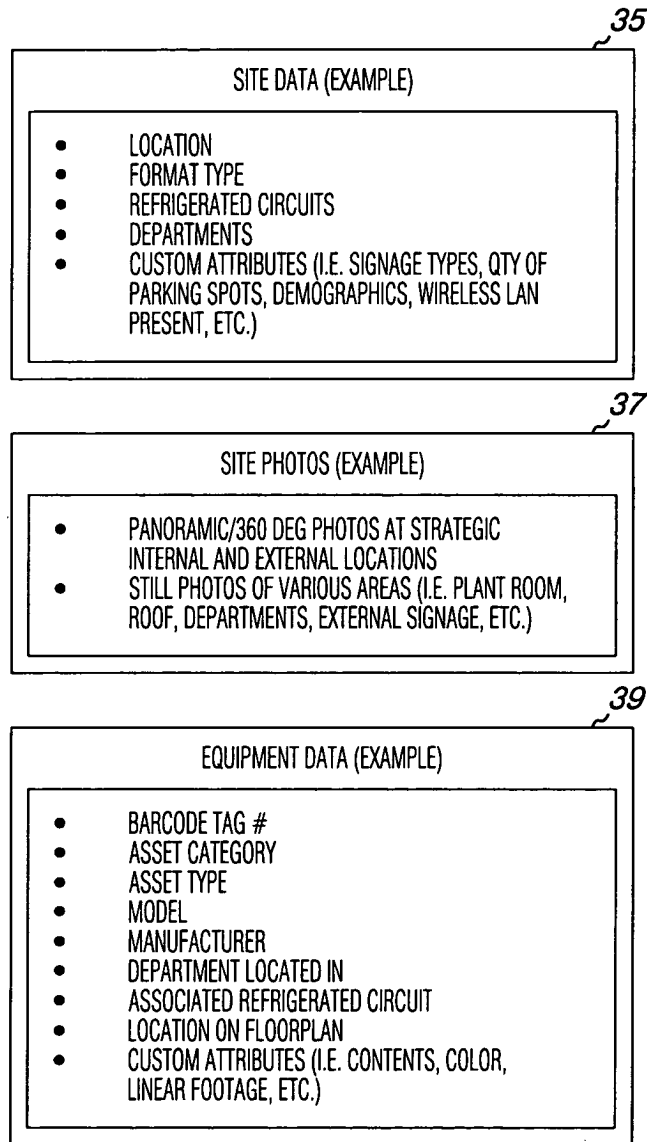 35
SITE DATA (EXAMPLE)
• LOCATION
• FORMAT TYPE
• REFRIGERATED CIRCUITS
• DEPARTMENTS
• CUSTOM ATTRIBUTES (I.E. SIGNAGE TYPES, QTY OF
PARKING SPOTS, DEMOGRAPHICS, WIRELESS LAN
PRESENT, ETC.)
37
SITE PHOTOS (EXAMPLE)
• PANORAMIC/360 DEG PHOTOS AT STRATEGIC
INTERNAL AND EXTERNAL LOCATIONS
• STILL PHOTOS OF VARIOUS AREAS (I.E. PLANT ROOM,
ROOF, DEPARTMENTS, EXTERNAL SIGNAGE, ETC.)
39
EQUIPMENT DATA (EXAMPLE)
• BARCODE TAG #
• ASSET CATEGORY
• ASSET TYPE
• MODEL
• MANUFACTURER
• DEPARTMENT LOCATED IN
• ASSOCIATED REFRIGERATED CIRCUIT
• LOCATION ON FLOORPLAN
• CUSTOM ATTRIBUTES (I.E. CONTENTS, COLOR,
LINEAR FOOTAGE, ETC.)